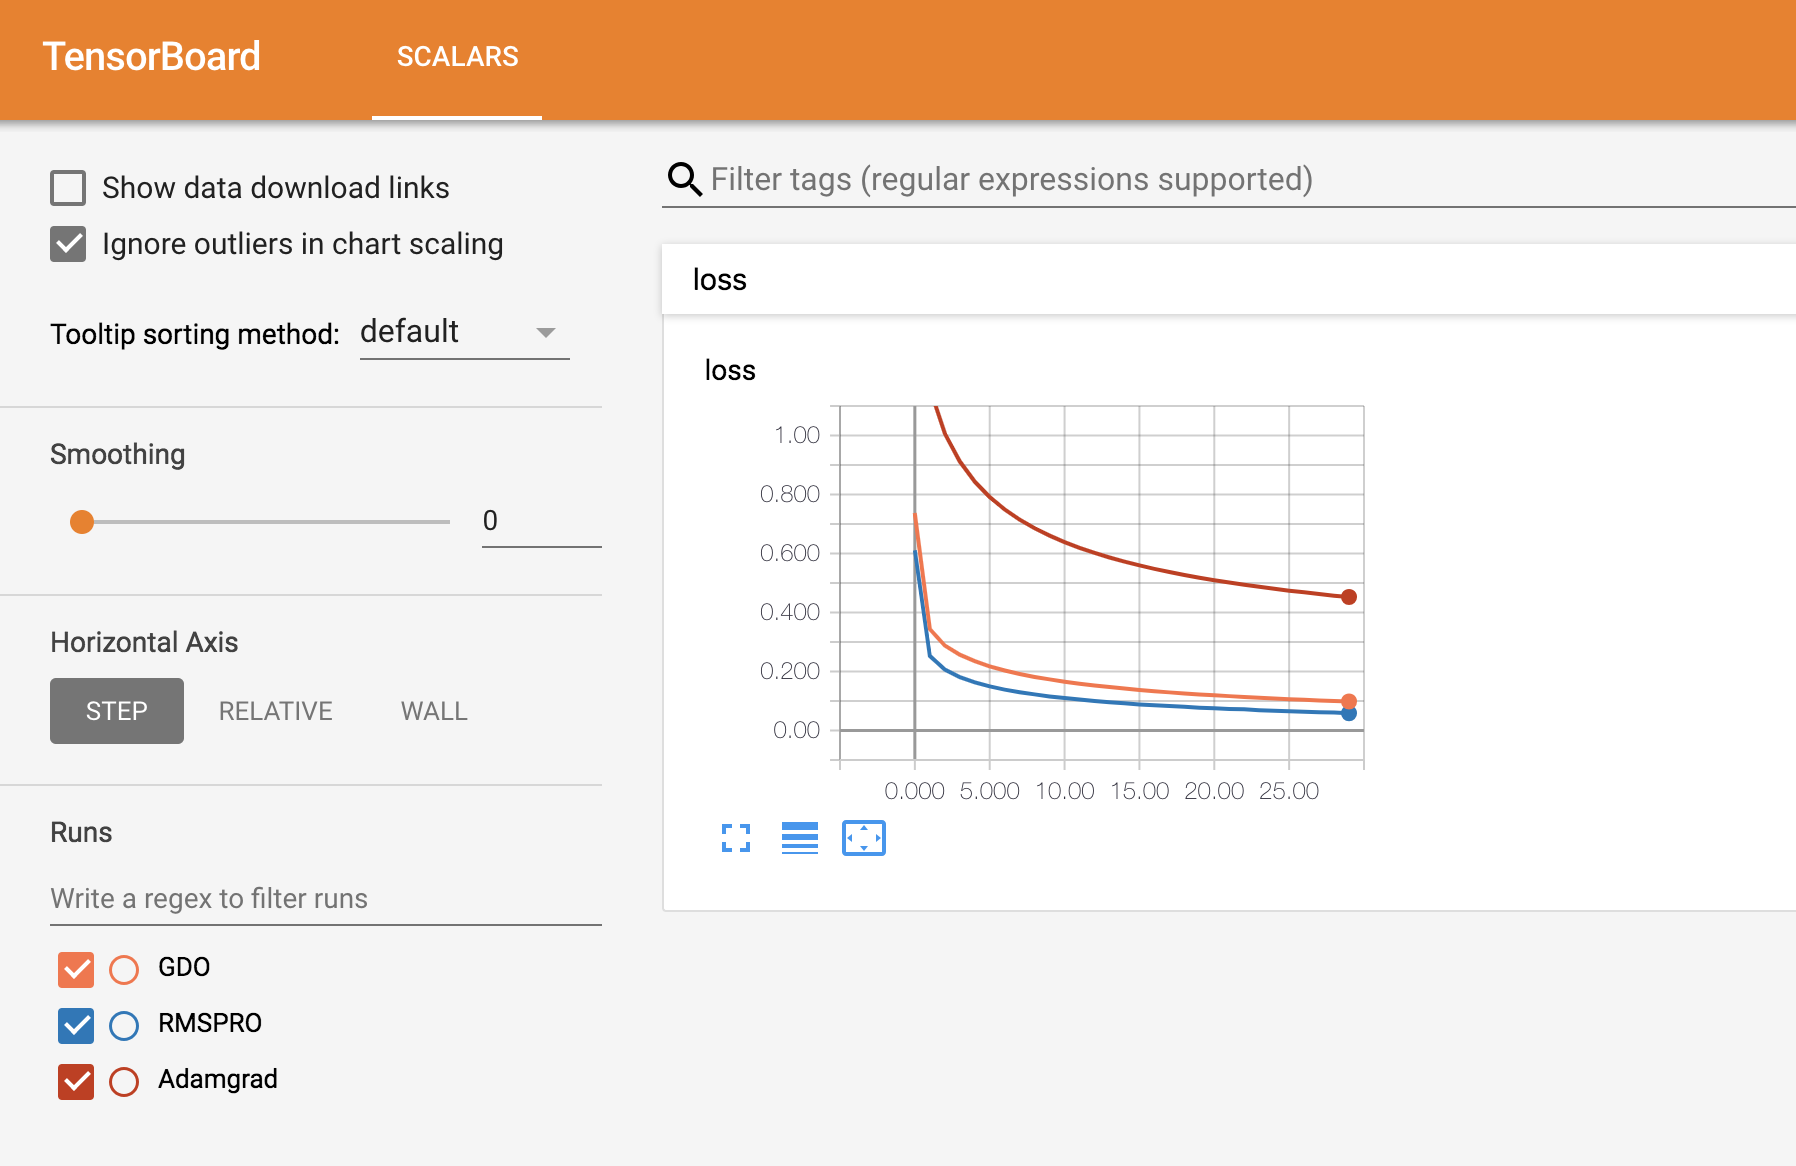 TensorBoard SCALARS
Show data download links
Ignore outliers in chart scaling
Tooltip sorting method: default
Smoothing
0
Horizontal Axis
STEP RELATIVE WALL
Runs
Write a regex to filter runs
GDO
RMSPRO
Adamgrad
Filter tags (regular expressions supported)
loss
loss
1.00
0.800
0.600
0.400
0.200
0.00
0.000 5.000 10.00 15.00 20.00 25.00